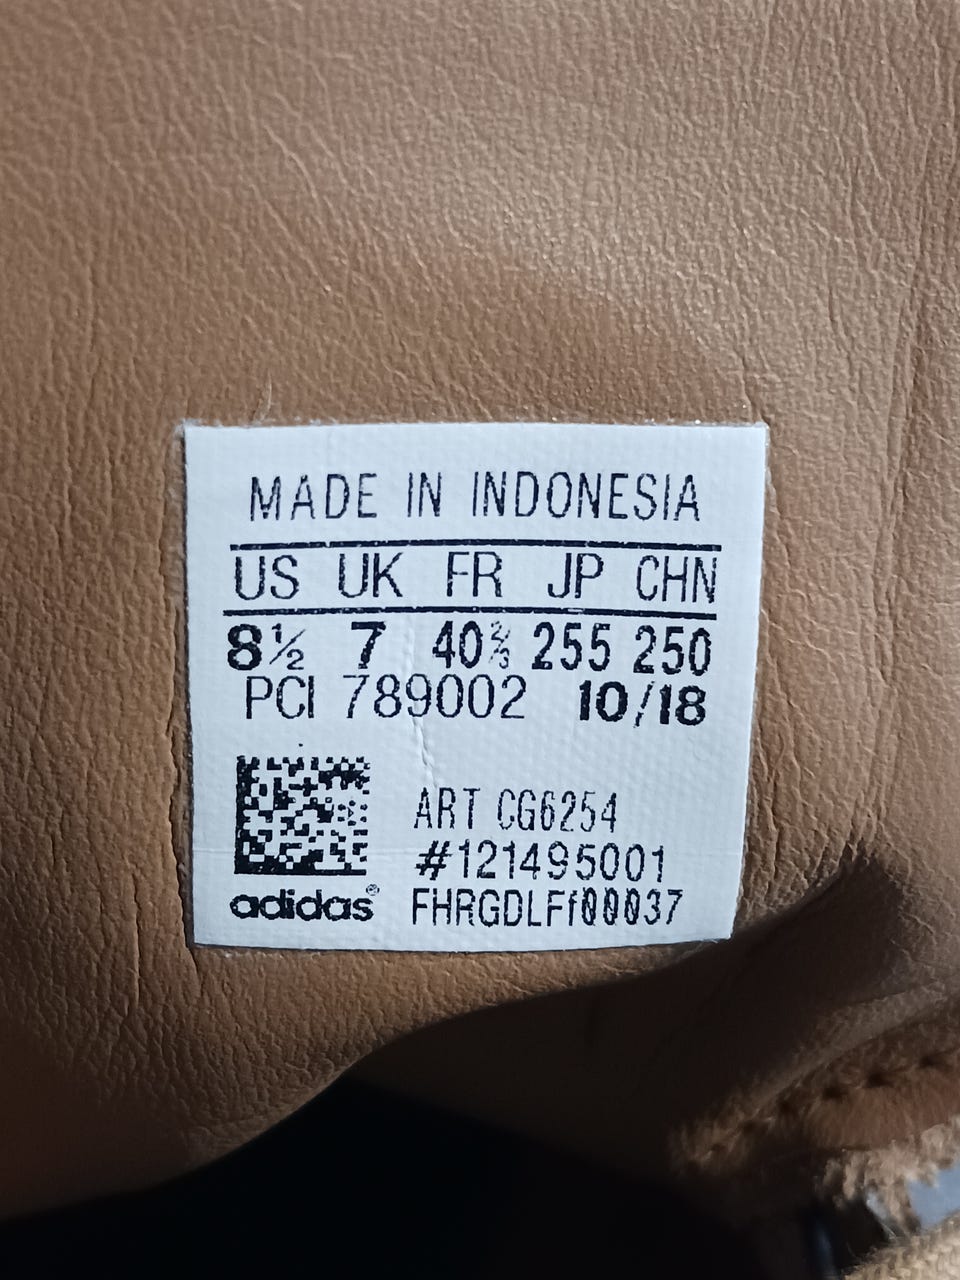 MADE IN INDONESIA
US UK FR JP CHN
8½ 7 40⅔ 255 250
PCI 789002 10/18
ART CG6254
#121495001
adidas® FHRGDLFf00037